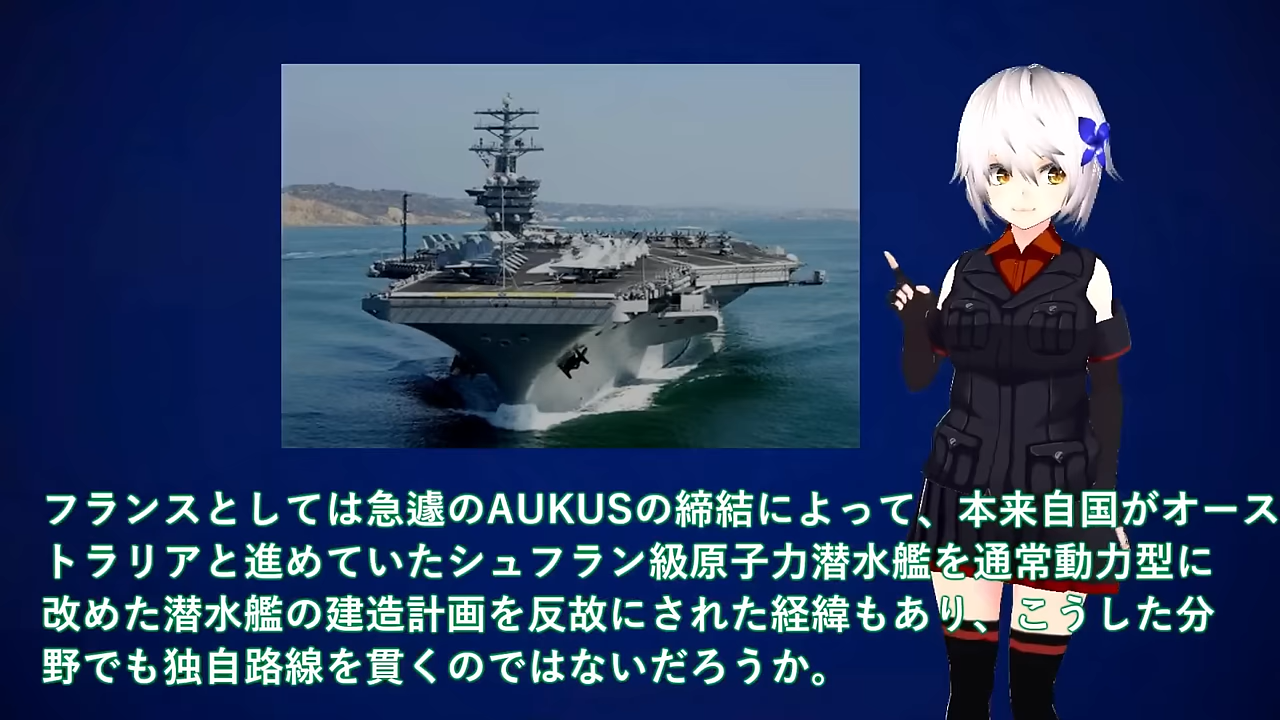 フランスとしては急遽のAUKUSの締結によって、本来自国がオース
トラリアと進めていたシュフラン級原子力潜水艦を通常動力型に
改めた潜水艦の建造計画を反故にされた経緯もあり、こうした分
野でも独自路線を貫くのではないだろうか。